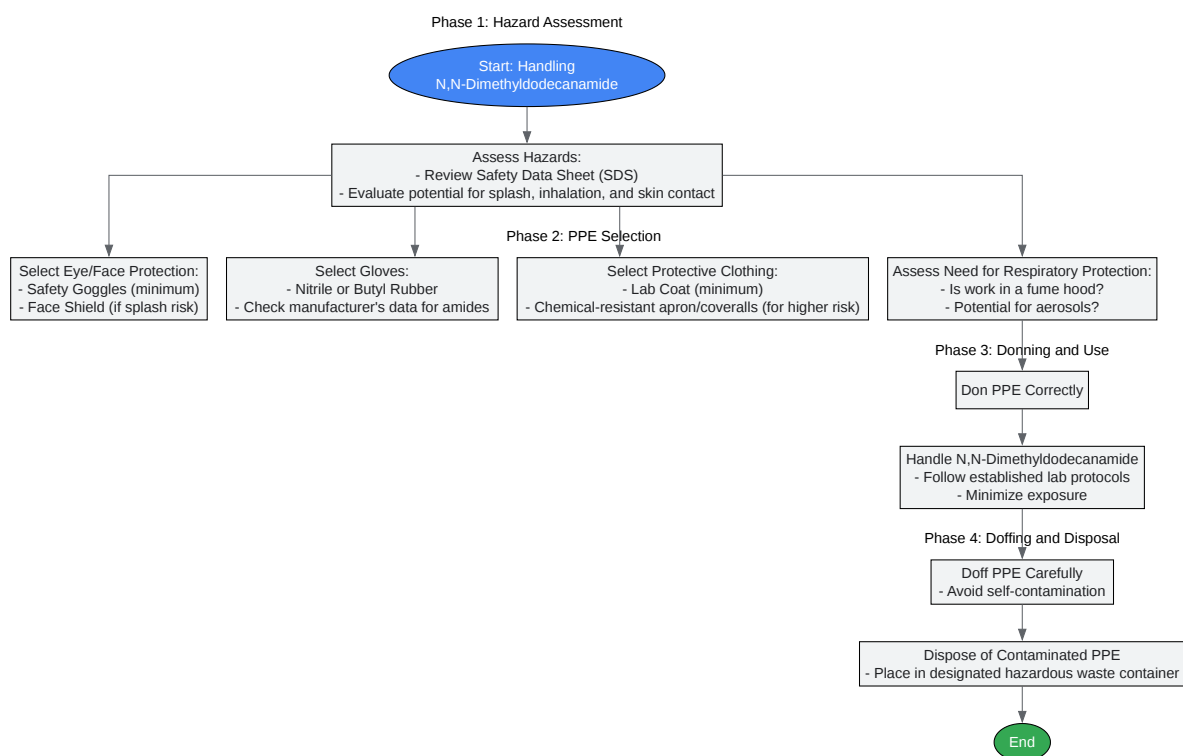 Phase 1: Hazard Assessment
Start: Handling
N,N-Dimethyldodecanamide
Assess Hazards:
- Review Safety Data Sheet (SDS)
- Evaluate potential for splash, inhalation, and skin contact
Phase 2: PPE Selection
Select Eye/Face Protection:
- Safety Goggles (minimum)
- Face Shield (if splash risk)
Select Gloves:
- Nitrile or Butyl Rubber
- Check manufacturer's data for amides
Select Protective Clothing:
- Lab Coat (minimum)
- Chemical-resistant apron/coveralls (for higher risk)
Assess Need for Respiratory Protection:
- Is work in a fume hood?
- Potential for aerosols?
Phase 3: Donning and Use
Don PPE Correctly
Handle N,N-Dimethyldodecanamide
- Follow established lab protocols
- Minimize exposure
Phase 4: Doffing and Disposal
Doff PPE Carefully
- Avoid self-contamination
Dispose of Contaminated PPE
- Place in designated hazardous waste container
End